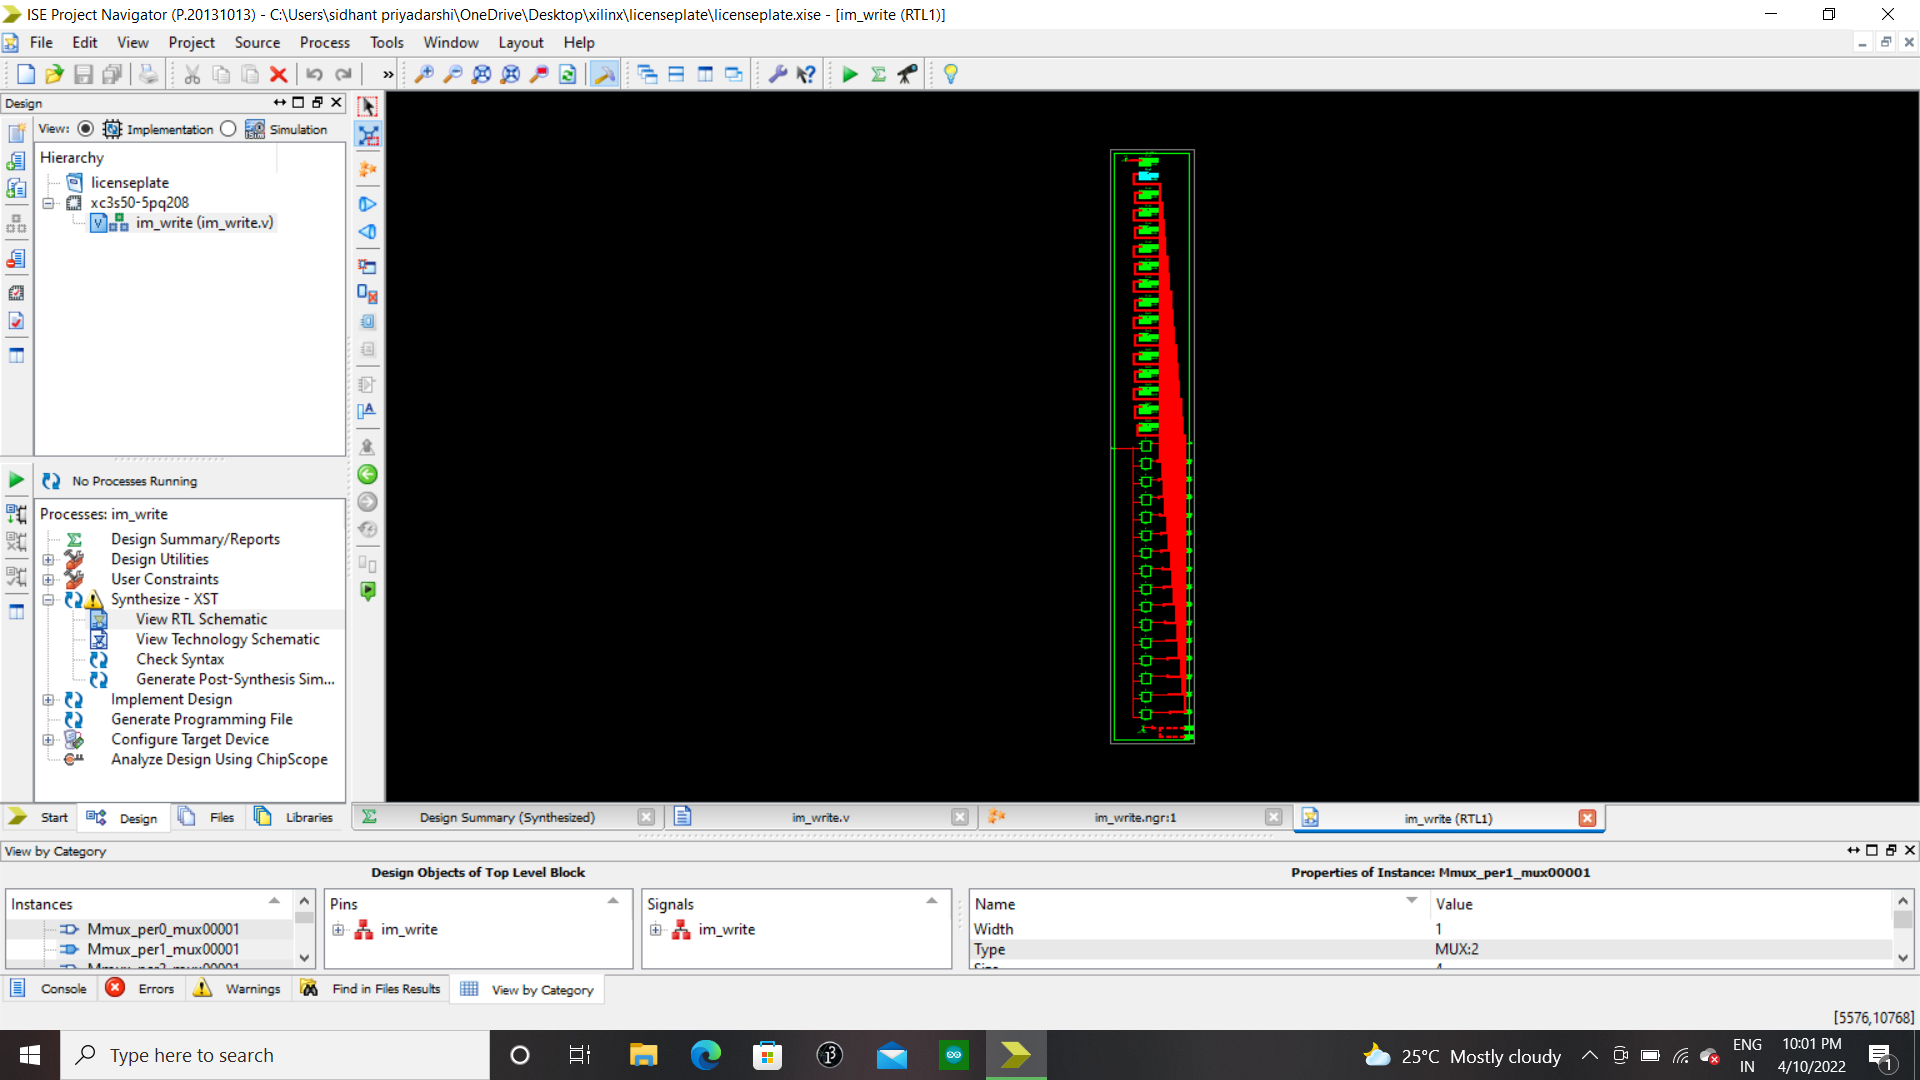 ISE Project Navigator (P.20131013) - C:\Users\sidhant priyadarshi\OneDrive\Desktop\xilinx\licenseplate\licenseplate.xise - [im_write (RTL1)]
File Edit View Project Source Process Tools Window Layout Help
Design
View: Implementation Simulation
Hierarchy
licenseplate
xc3s50-5pq208
im_write (im_write.v)
No Processes Running
Processes: im_write
Design Summary/Reports
Design Utilities
User Constraints
Synthesize - XST
View RTL Schematic
View Technology Schematic
Check Syntax
Generate Post-Synthesis Sim...
Implement Design
Generate Programming File
Configure Target Device
Analyze Design Using ChipScope
Start Design Files Libraries
Design Summary (Synthesized) im_write.v im_write.ngr:1 im_write (RTL1)
View by Category
Design Objects of Top Level Block
Properties of Instance: Mmux_per1_mux00001
Instances
Mmux_per0_mux00001
Mmux_per1_mux00001
Pins
im_write
Signals
im_write
Name Value
Width 1
Type MUX:2
Console Errors Warnings Find in Files Results View by Category
[5576,10768]
Type here to search
25°C Mostly cloudy
ENG
IN
10:01 PM
4/10/2022
1